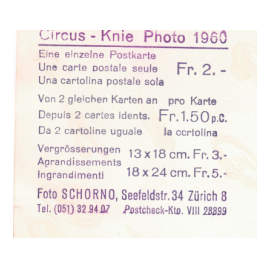 Circus - Knie Photo 1960
Eine einzelne Postkarte
Une carte postale seule Fr. 2.-
Una cartolina postale sola
Von 2 gleichen Karten an pro Karte
Depuis 2 cartes ident. Fr. 1.50 p.C.
Da 2 cartoline uguale la cartolina
Vergrösserungen 13 x 18 cm. Fr. 3.-
Agrandissements
Ingrandimenti 18 x 24 cm. Fr. 5.-
Foto SCHORNO, Seefeldstr. 34 Zürich 8
Tel. (051) 32 94 07 Postcheck-Kto. VIII 28899